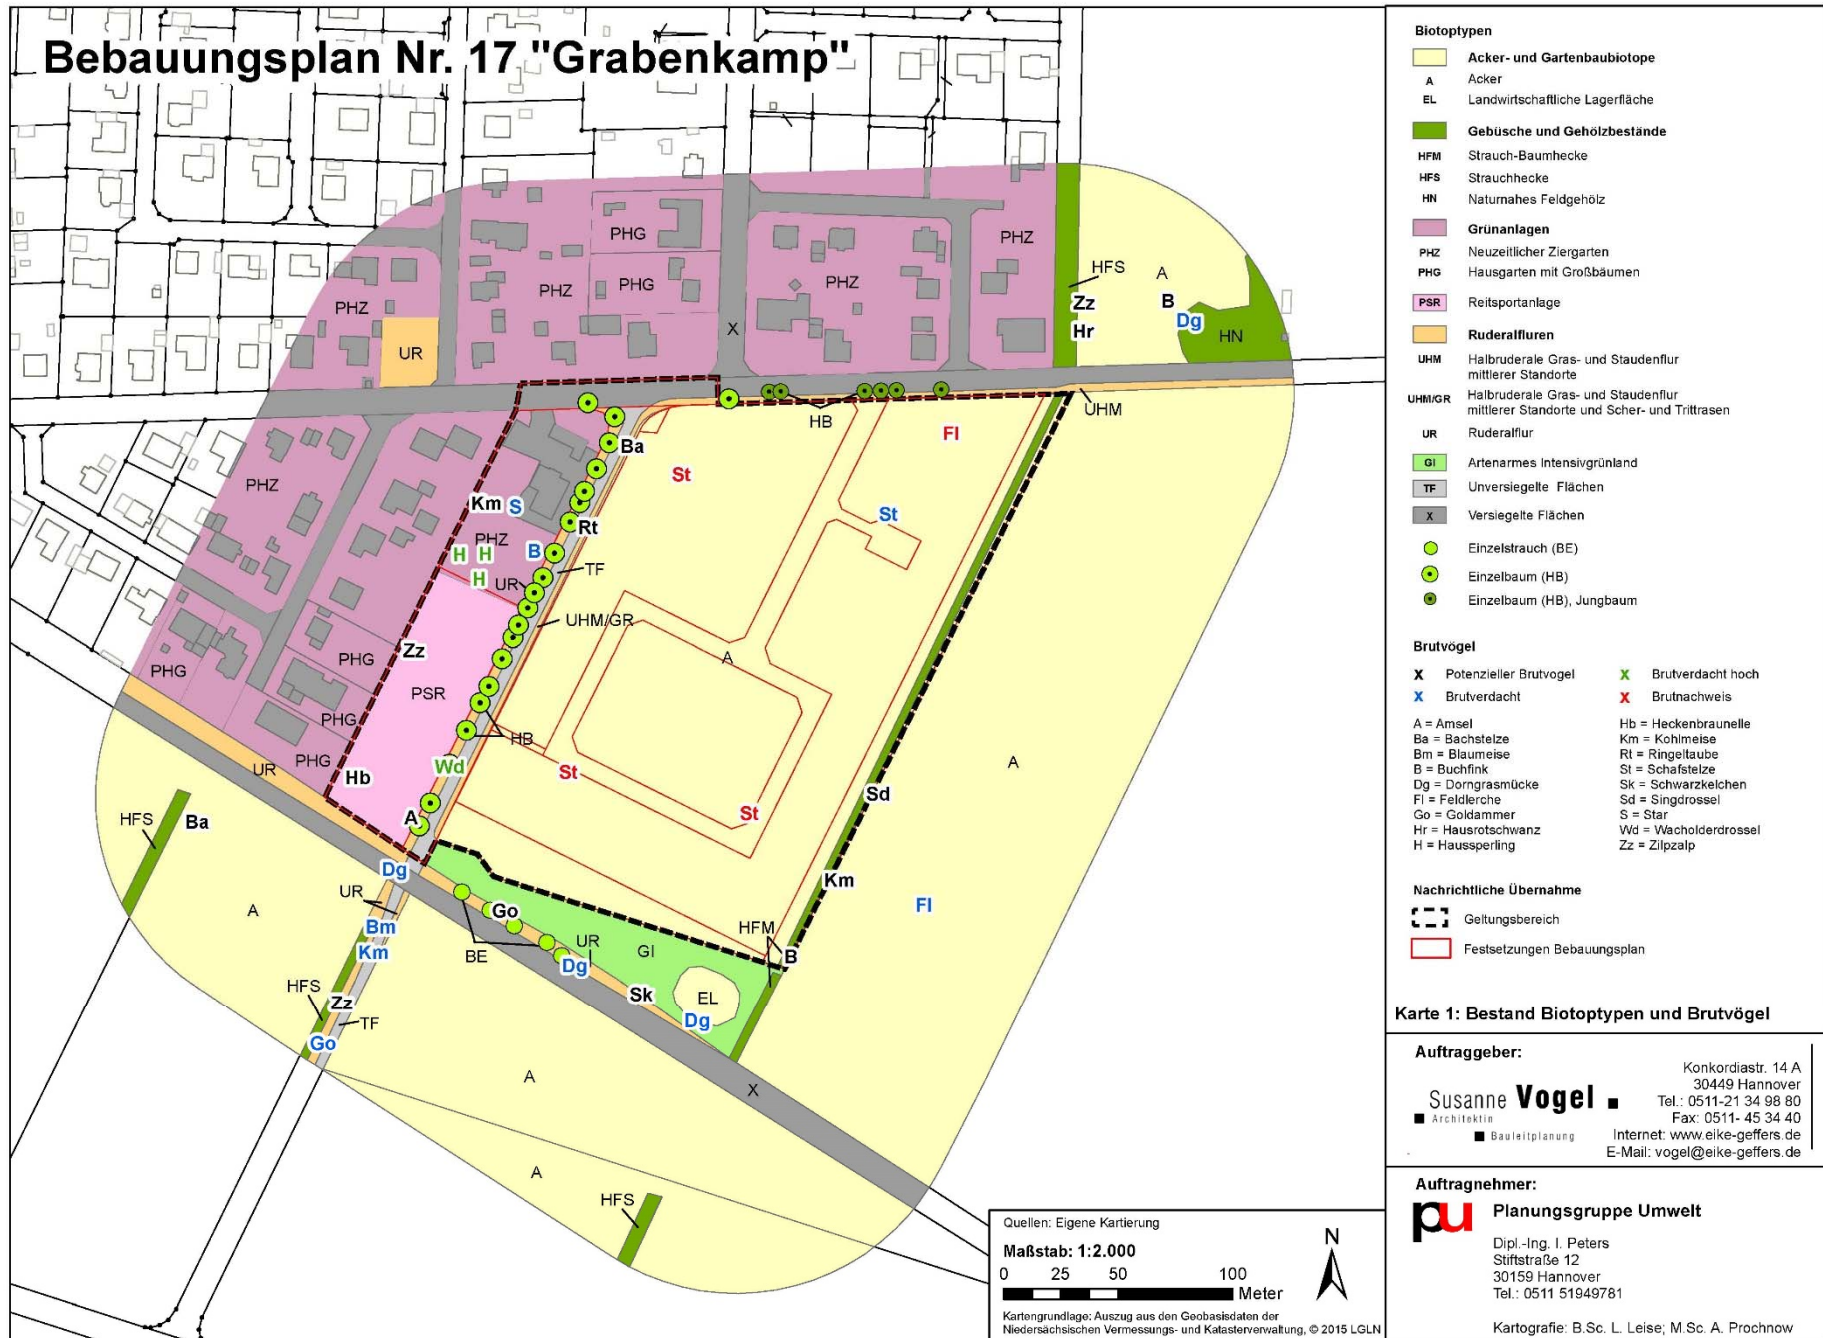 Bebauungsplan Nr. 17 "Grabenkamp"
PHG
PHZ
PHZ
PHG
PHZ
PHZ
HFS
A
B
Dg
Zz
Hr
HN
X
UR
UHM
HB
Fl
Ba
St
St
Km
S
Rt
PHZ
PHZ
PHZ
B
H
H
H
UR
TF
UHM/GR
Zz
PHG
PHG
PSR
A
PHG
HB
A
PHG
UR
Hb
Wd
St
St
Sd
A
HFS
Ba
Km
Dg
UR
Go
Fl
A
Bm
Km
BE
UR
Dg
GI
HFM
B
HFS
Zz
TF
Go
Sk
EL
Dg
A
X
A
HFS
Biotoptypen
Acker- und Gartenbaubiotope
A Acker
EL Landwirtschaftliche Lagerfläche
Gebüsche und Gehölzbestände
HFM Strauch-Baumhecke
HFS Strauchhecke
HN Naturnahes Feldgehölz
Grünanlagen
PHZ Neuzeitlicher Ziergarten
PHG Hausgarten mit Großbäumen
PSR Reitsportanlage
Ruderalfluren
UHM Halbruderale Gras- und Staudenflur
mittlerer Standorte
UHM/GR Halbruderale Gras- und Staudenflur
mittlerer Standorte und Scher- und Trittrasen
UR Ruderalflur
GI Artenarmes Intensivgrünland
TF Unversiegelte Flächen
X Versiegelte Flächen
Einzelstrauch (BE)
Einzelbaum (HB)
Einzelbaum (HB), Jungbaum
Brutvögel
X Potenzieller Brutvogel X Brutverdacht hoch
X Brutverdacht X Brutnachweis
A = Amsel Hb = Heckenbraunelle
Ba = Bachstelze Km = Kohlmeise
Bm = Blaumeise Rt = Ringeltaube
B = Buchfink St = Schafstelze
Dg = Dorngrasmücke Sk = Schwarzkelchen
Fl = Feldlerche Sd = Singdrossel
Go = Goldammer S = Star
Hr = Hausrotschwanz Wd = Wacholderdrossel
H = Haussperling Zz = Zilpzalp
Nachrichtliche Übernahme
Geltungsbereich
Festsetzungen Bebauungsplan
Karte 1: Bestand Biotoptypen und Brutvögel
Auftraggeber:
Susanne Vogel
Architektin
Bauleitplanung
Konkordiastr. 14 A
30449 Hannover
Tel.: 0511-21 34 98 80
Fax: 0511- 45 34 40
Internet: www.eike-geffers.de
E-Mail: vogel@eike-geffers.de
Auftragnehmer:
pu
Planungsgruppe Umwelt
Dipl.-Ing. I. Peters
Stiftstraße 12
30159 Hannover
Tel.: 0511 51949781
Kartografie: B.Sc. L. Leise; M.Sc. A. Prochnow
Quellen: Eigene Kartierung
Maßstab: 1:2.000
N
0 25 50 100
Meter
Kartengrundlage: Auszug aus den Geobasisdaten der
Niedersächsischen Vermessungs- und Katasterverwaltung, © 2015 LGLN